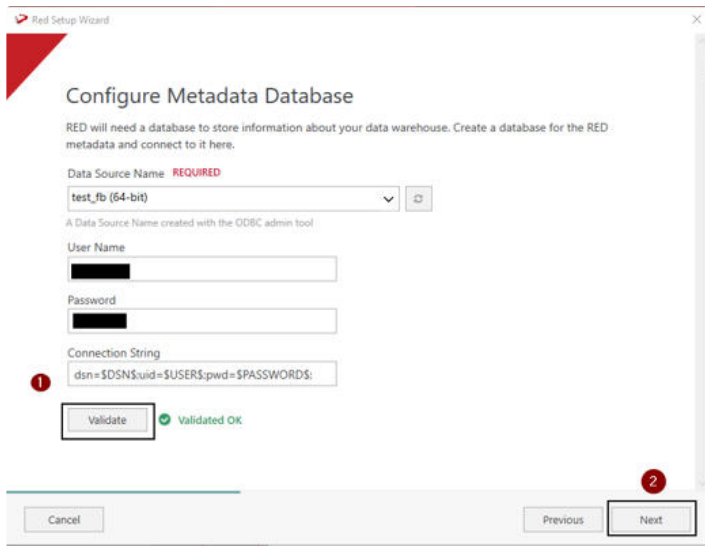 Red Setup Wizard
Configure Metadata Database
RED will need a database to store information about your data warehouse. Create a database for the RED
metadata and connect to it here.
Data Source Name REQUIRED
test_fb (64-bit)
A Data Source Name created with the ODBC admin tool
User Name
Password
Connection String
1
dsn=$DSN$;uid=$USER$;pwd=$PASSWORD$;
Validate Validated OK
2
Cancel Previous Next